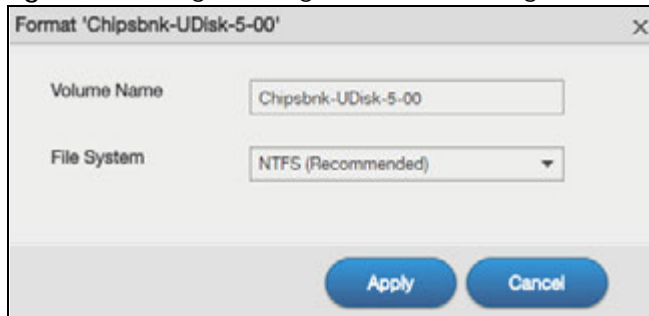 Format 'Chipsbnk-UDisk-5-00'
Volume Name Chipsbnk-UDisk-5-00
File System NTFS (Recommended)
Apply Cancel